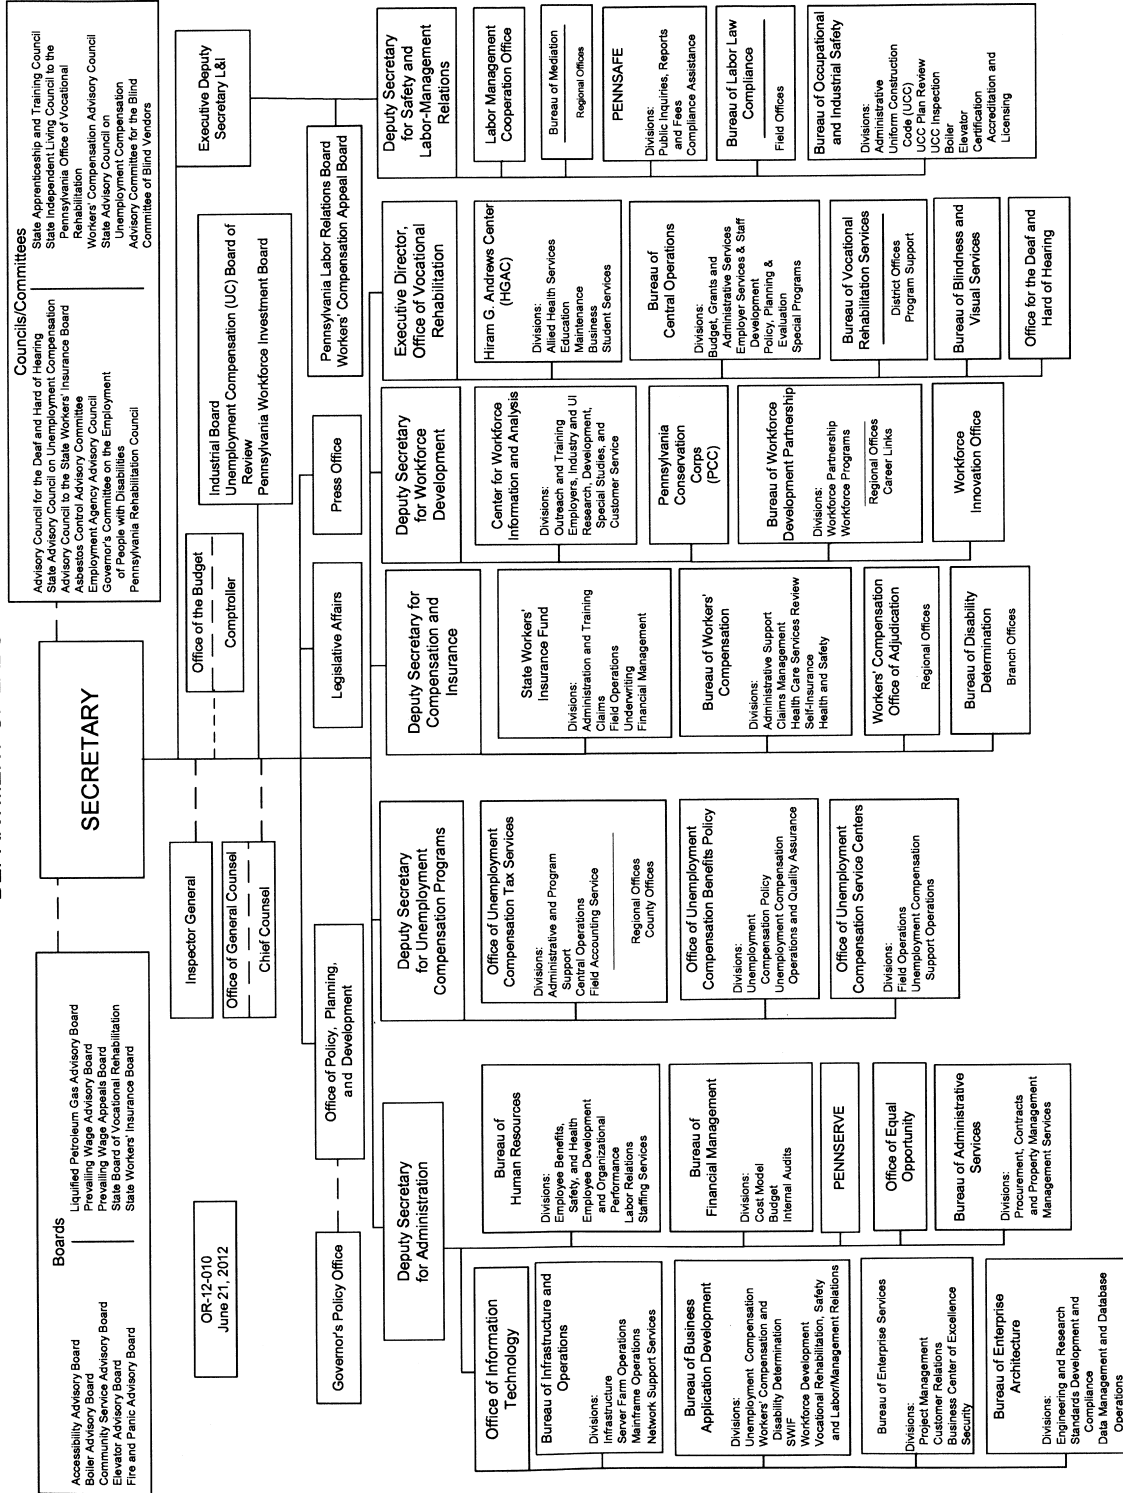 Boards
Accessibility Advisory Board
Boiler Advisory Board
Community Service Advisory Board
Elevator Advisory Board
Fire and Panic Advisory Board
Liquified Petroleum Gas Advisory Board
Prevailing Wage Advisory Board
Prevailing Wage Appeals Board
State Board of Vocational Rehabilitation
State Workers' Insurance Board
SECRETARY
Councils/Committees
Advisory Council for the Deaf and Hard of Hearing
State Advisory Council on Unemployment Compensation
Advisory Council to the State Workers' Insurance Board
Asbestos Control Advisory Committee
Employment Agency Advisory Council
Governor's Committee on the Employment
of People with Disabilities
Pennsylvania Rehabilitation Council
State Apprenticeship and Training Council
State Independent Living Council to the
Pennsylvania Office of Vocational
Rehabilitation
Workers' Compensation Advisory Council
State Advisory Council on
Unemployment Compensation
Advisory Committee for the Blind
Committee of Blind Vendors
OR-12-010
June 21, 2012
Inspector General
Office of General Counsel
Chief Counsel
Office of the Budget
Comptroller
Executive Deputy
Secretary L&I
Industrial Board
Unemployment Compensation (UC) Board of
Review
Pennsylvania Workforce Investment Board
Governor's Policy Office
Office of Policy, Planning,
and Development
Legislative Affairs
Press Office
Pennsylvania Labor Relations Board
Workers' Compensation Appeal Board
Deputy Secretary
for Administration
Office of Information
Technology
Bureau of Infrastructure and
Operations
Divisions:
Infrastructure
Server Farm Operations
Mainframe Operations
Network Support Services
Bureau of Business
Application Development
Divisions:
Unemployment Compensation
Workers' Compensation and
Disability Determination
SWIF
Workforce Development
Vocational Rehabilitation, Safety
and Labor/Management Relations
Bureau of Enterprise Services
Divisions:
Project Management
Customer Relations
Business Center of Excellence
Security
Bureau of Enterprise
Architecture
Divisions:
Engineering and Research
Standards Development and
Compliance
Data Management and Database
Operations
Bureau of
Human Resources
Divisions:
Employee Benefits,
Safety, and Health
Employee Development
and Organizational
Performance
Labor Relations
Staffing Services
Bureau of
Financial Management
Divisions:
Cost Model
Budget
Internal Audits
PENNSERVE
Office of Equal
Opportunity
Bureau of Administrative
Services
Divisions:
Procurement, Contracts
and Property Management
Management Services
Deputy Secretary
for Unemployment
Compensation Programs
Office of Unemployment
Compensation Tax Services
Divisions:
Administrative and Program
Support
Central Operations
Field Accounting Service
Regional Offices
County Offices
Office of Unemployment
Compensation Benefits Policy
Divisions:
Unemployment
Compensation Policy
Unemployment Compensation
Operations and Quality Assurance
Office of Unemployment
Compensation Service Centers
Divisions:
Field Operations
Unemployment Compensation
Support Operations
Deputy Secretary for
Compensation and
Insurance
State Workers'
Insurance Fund
Divisions:
Administration and Training
Claims
Field Operations
Underwriting
Financial Management
Bureau of Workers'
Compensation
Divisions:
Administrative Support
Claims Management
Health Care Services Review
Self-Insurance
Health and Safety
Workers' Compensation
Office of Adjudication
Regional Offices
Bureau of Disability
Determination
Branch Offices
Deputy Secretary
for Workforce
Development
Center for Workforce
Information and Analysis
Divisions:
Outreach and Training
Employers, Industry and UI
Research, Development,
Special Studies, and
Customer Service
Pennsylvania
Conservation
Corps
(PCC)
Bureau of Workforce
Development Partnership
Divisions:
Workforce Partnership
Workforce Programs
Regional Offices
Career Links
Workforce
Innovation Office
Executive Director,
Office of Vocational
Rehabilitation
Hiram G. Andrews Center
(HGAC)
Divisions:
Allied Health Services
Education
Maintenance
Business
Student Services
Bureau of
Central Operations
Divisions:
Budget, Grants and
Administrative Services
Employer Services & Staff
Development
Policy, Planning &
Evaluation
Special Programs
Bureau of Vocational
Rehabilitation Services
District Offices
Program Support
Bureau of Blindness and
Visual Services
Office for the Deaf and
Hard of Hearing
Deputy Secretary
for Safety and
Labor-Management
Relations
Labor Management
Cooperation Office
Bureau of Mediation
Regional Offices
PENNSAFE
Divisions:
Public Inquiries, Reports
and Fees
Compliance Assistance
Bureau of Labor Law
Compliance
Field Offices
Bureau of Occupational
and Industrial Safety
Divisions:
Administrative
Uniform Construction
Code (UCC)
UCC Plan Review
UCC Inspection
Boiler
Elevator
Certification
Accreditation and
Licensing